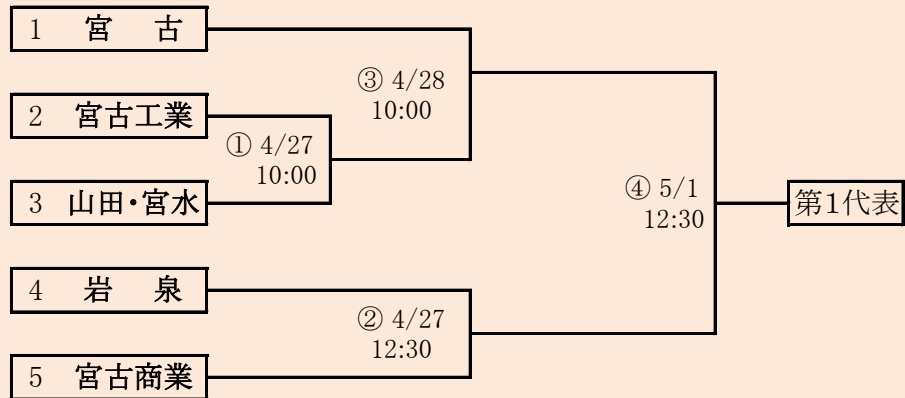 1 宮 古
③ 4/28
10:00
2 宮古工業
① 4/27
10:00
3 山田・宮水
④ 5/1
12:30
第1代表
4 岩 泉
② 4/27
12:30
5 宮古商業